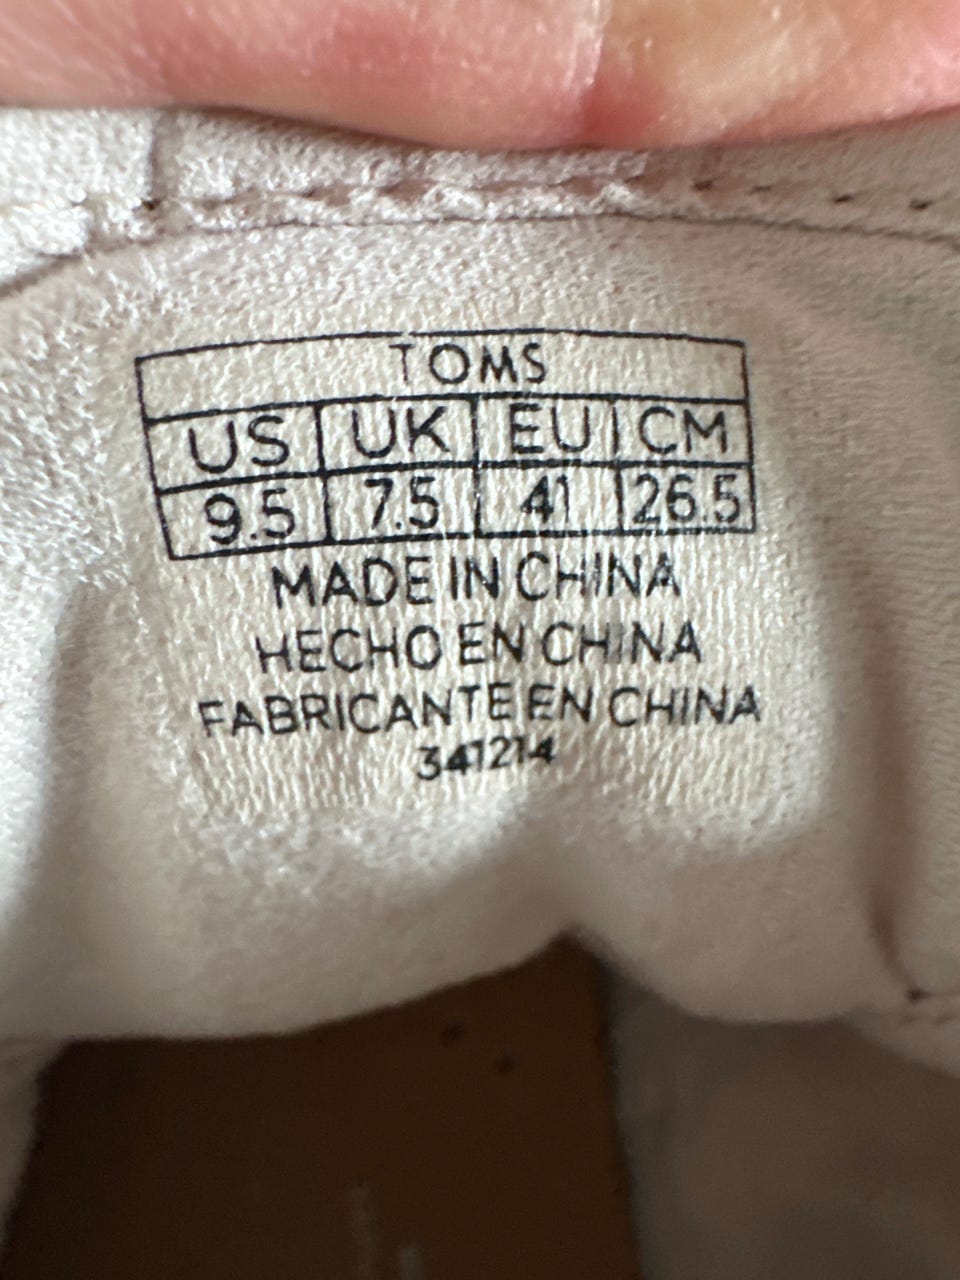 TOMS
US UK EU CM
9.5 7.5 41 26.5
MADE IN CHINA
HECHO EN CHINA
FABRICANTE EN CHINA
341214